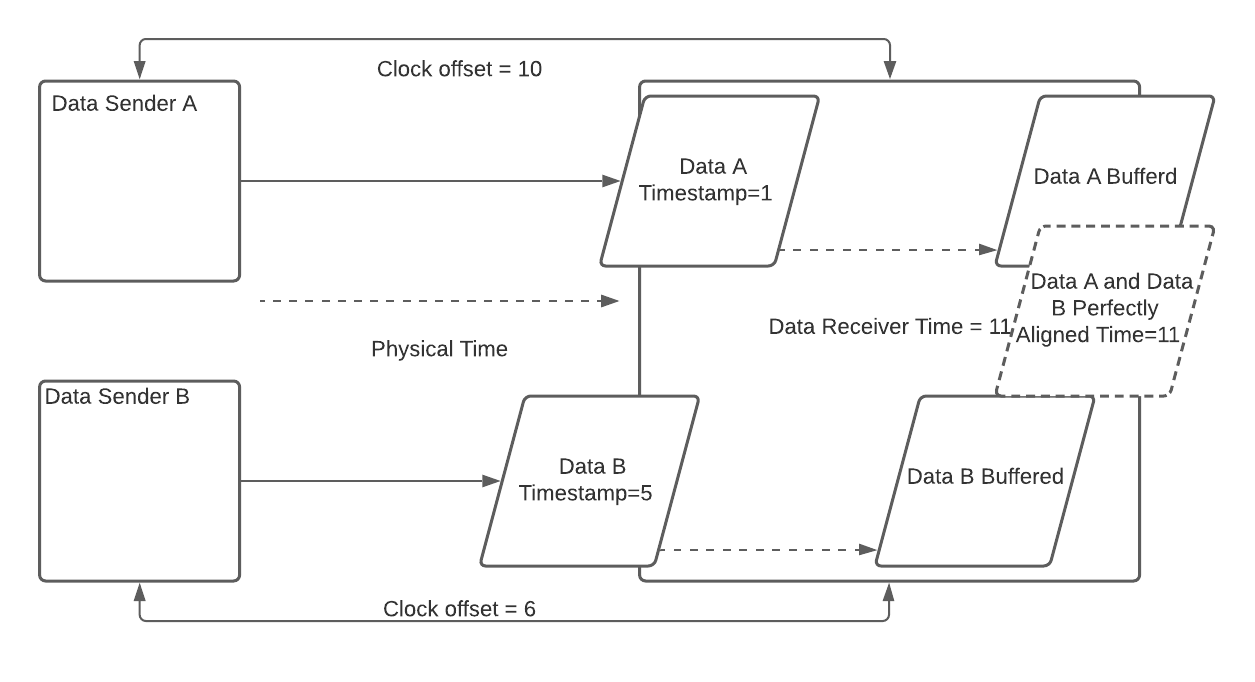 Clock offset = 10
Data Sender A
Data A
Timestamp=1
Data A Bufferd
Data A and Data
B Perfectly
Aligned Time=11
Data Receiver Time = 11
Physical Time
Data Sender B
Data B
Timestamp=5
Data B Buffered
Clock offset = 6